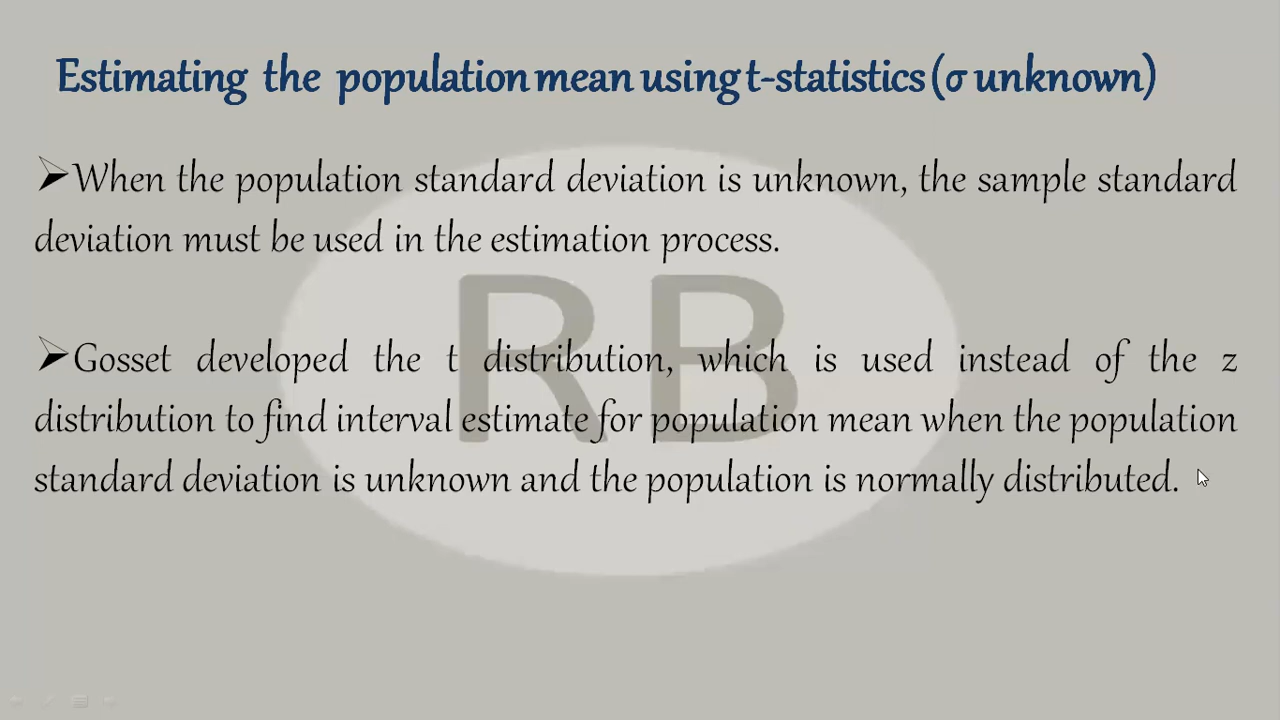 Estimating the population mean using t-statistics (σ unknown)
➢When the population standard deviation is unknown, the sample standard
deviation must be used in the estimation process.
➢Gosset developed the t distribution, which is used instead of the z
distribution to find interval estimate for population mean when the population
standard deviation is unknown and the population is normally distributed.
RB